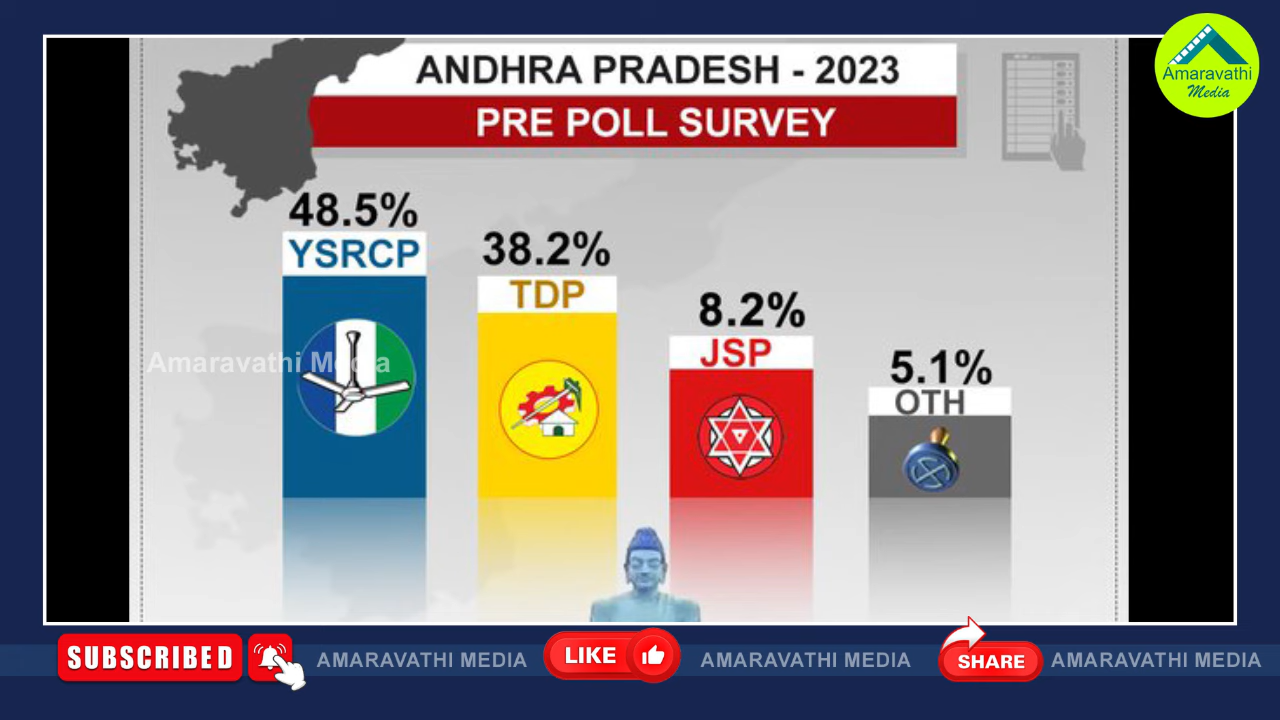 ANDHRA PRADESH - 2023
PRE POLL SURVEY
Amaravathi
Media
48.5%
YSRCP
38.2%
TDP
8.2%
JSP
5.1%
OTH
Amaravathi Media
SUBSCRIBED
AMARAVATHI MEDIA
LIKE
AMARAVATHI MEDIA
SHARE
AMARAVATHI MEDIA